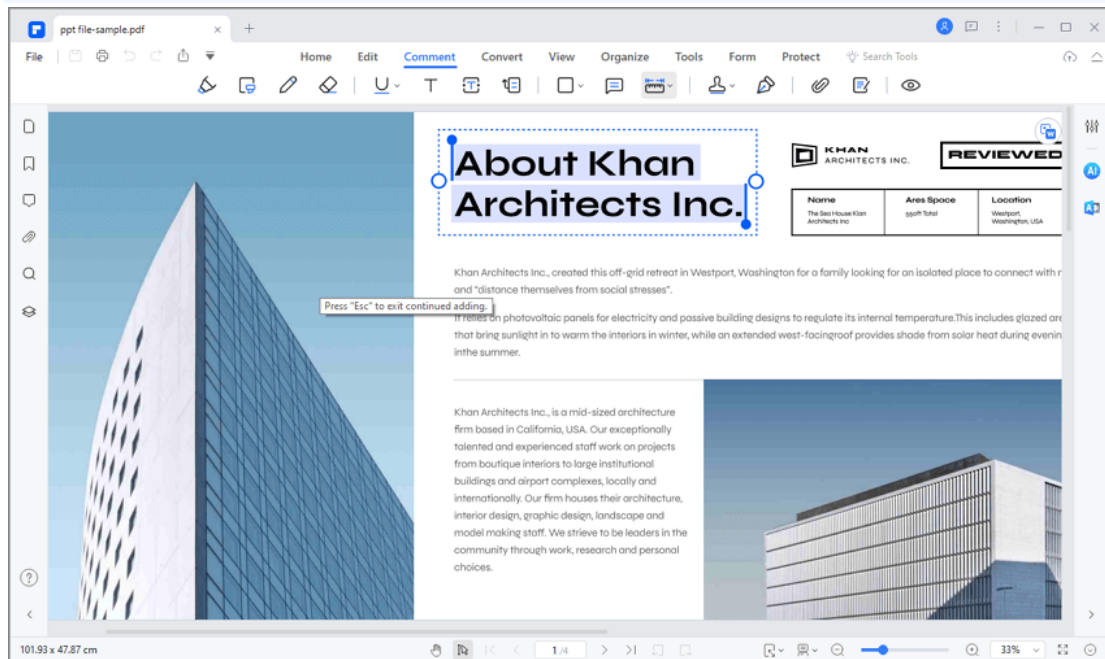 ppt file-sample.pdf
File
Home Edit Comment Convert View Organize Tools Form Protect Search Tools
About Khan
Architects Inc.
KHAN
ARCHITECTS INC.
REVIEWED
Name Ares Space Location
The Sea House Klan
Architects Inc
550ft Total
Westport,
Washington, USA
Khan Architects Inc., created this off-grid retreat in Westport, Washington for a family looking for an isolated place to connect with
and "distance themselves from social stresses".
Press "Esc" to exit continued adding.
It relies on photovoltaic panels for electricity and passive building designs to regulate its internal temperature.This includes glazed
that bring sunlight in to warm the interiors in winter, while an extended west-facingroof provides shade from solar heat during
inthe summer.
Khan Architects Inc., is a mid-sized architecture
firm based in California, USA. Our exceptionally
talented and experienced staff work on projects
from boutique interiors to large institutional
buildings and airport complexes, locally and
internationally. Our firm houses their architecture,
interior design, graphic design, landscape and
model making staff. We strieve to be leaders in the
community through work, research and personal
choices.
101.93 x 47.87 cm
1/4
33%